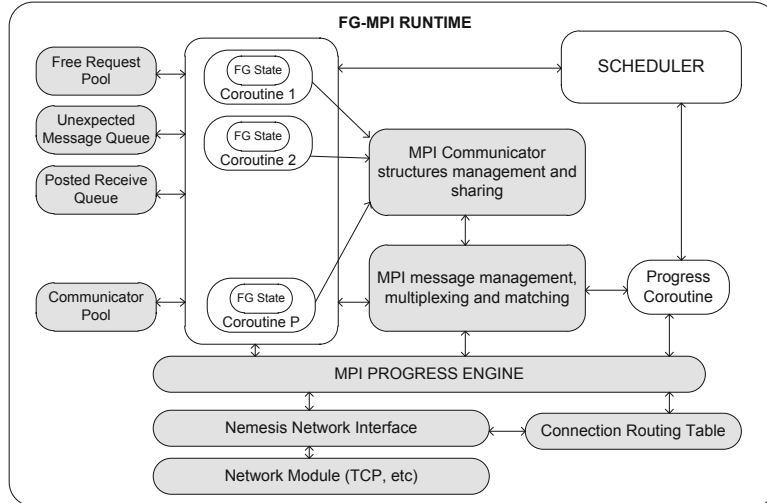 FG-MPI RUNTIME
Free Request
Pool
Unexpected
Message Queue
Posted Receive
Queue
Communicator
Pool
FG State
Coroutine 1
FG State
Coroutine 2
FG State
Coroutine P
SCHEDULER
MPI Communicator
structures management and
sharing
MPI message management,
multiplexing and matching
Progress
Coroutine
MPI PROGRESS ENGINE
Nemesis Network Interface
Connection Routing Table
Network Module (TCP, etc)